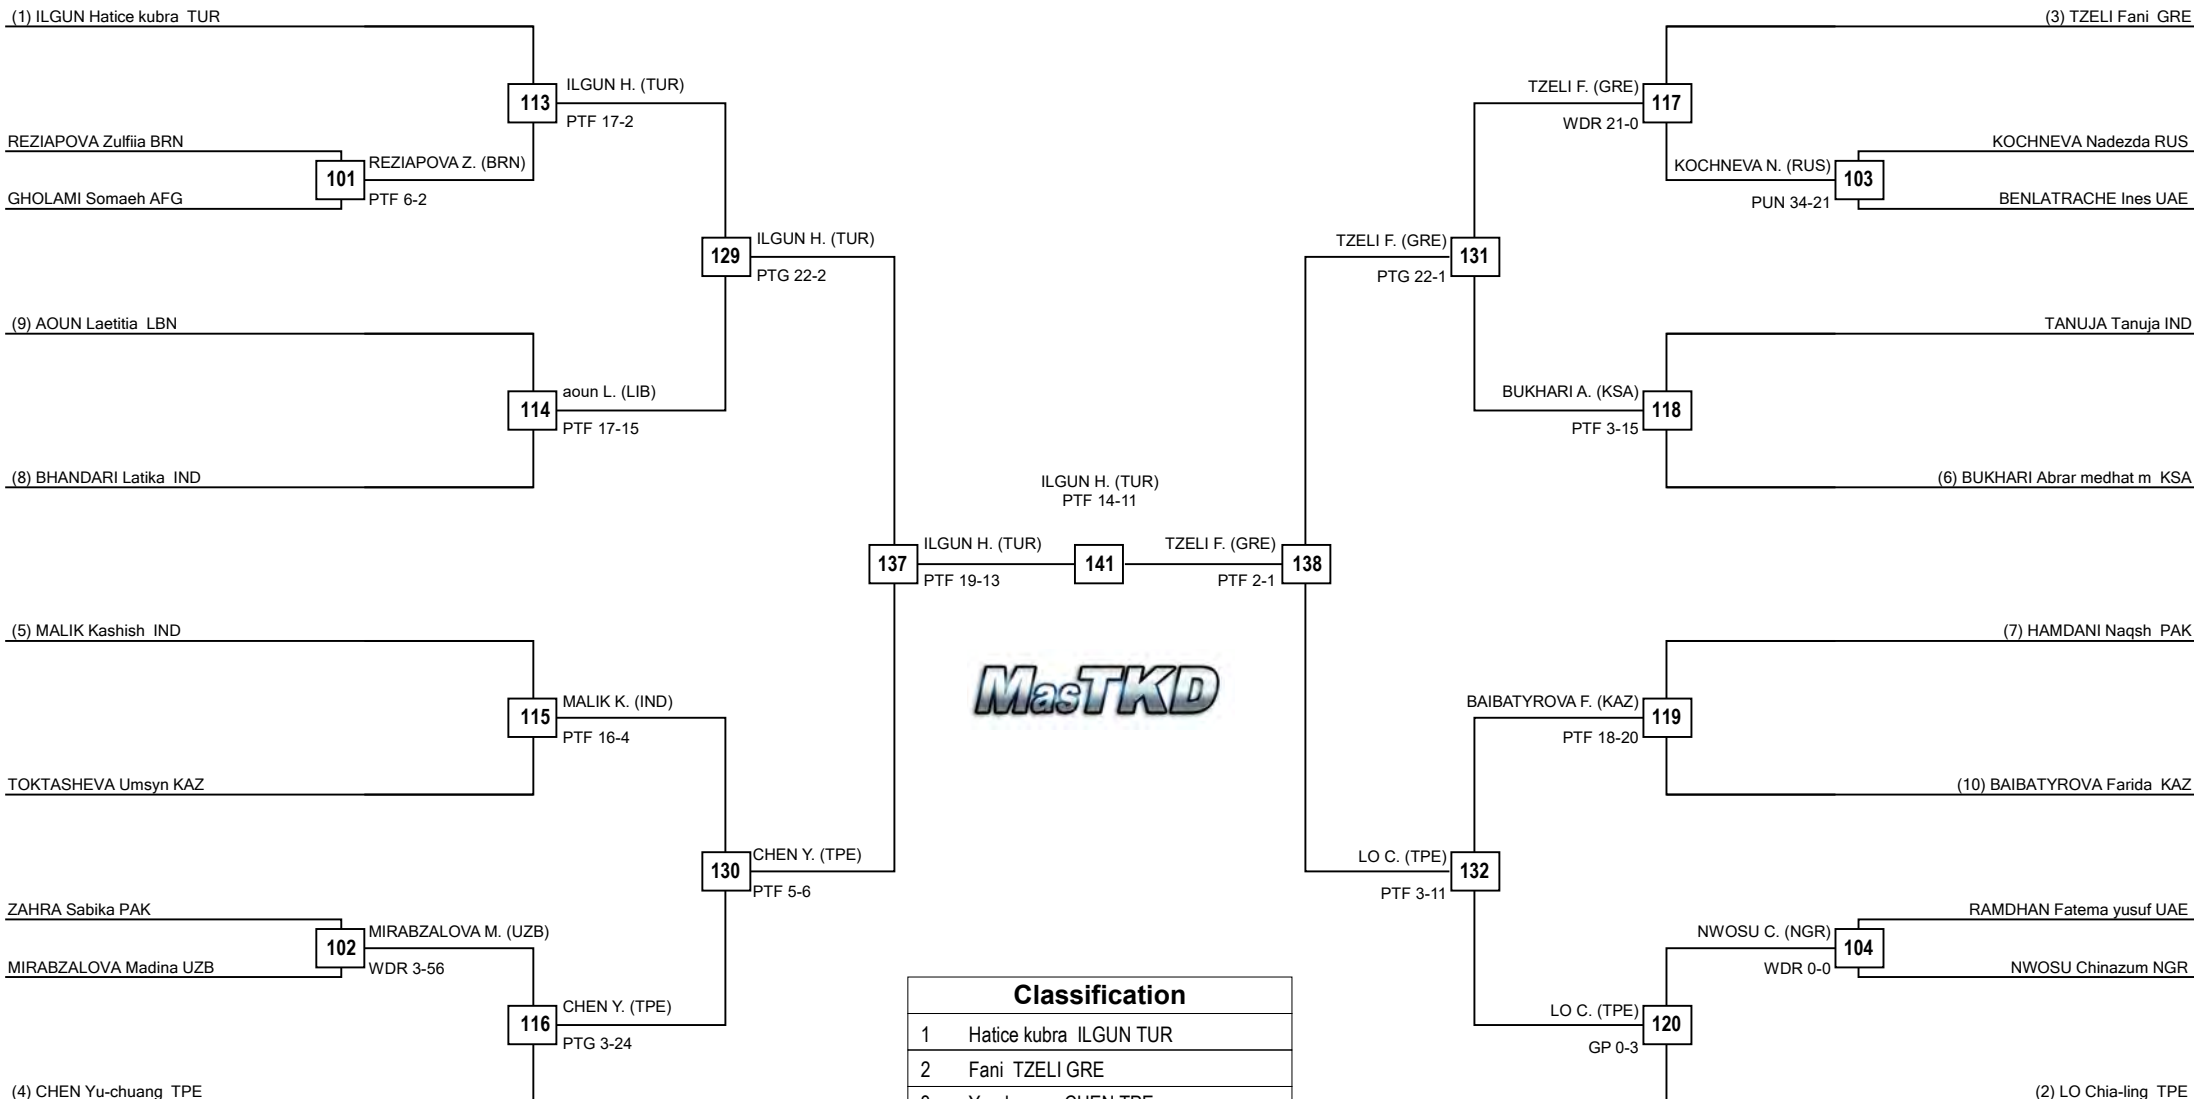 (1) ILGUN Hatice kubra  TUR
ILGUN H. (TUR)
113
PTF 17-2
REZIAPOVA Zulfiia BRN
REZIAPOVA Z. (BRN)
101
GHOLAMI Somaeh AFG
PTF 6-2
ILGUN H. (TUR)
129
PTG 22-2
(9) AOUN Laetitia  LBN
aoun L. (LIB)
114
PTF 17-15
(8) BHANDARI Latika  IND
ILGUN H. (TUR)
137
PTF 19-13
(5) MALIK Kashish  IND
MALIK K. (IND)
115
PTF 16-4
TOKTASHEVA Umsyn KAZ
CHEN Y. (TPE)
130
PTF 5-6
ZAHRA Sabika PAK
MIRABZALOVA M. (UZB)
102
MIRABZALOVA Madina UZB
WDR 3-56
CHEN Y. (TPE)
116
PTG 3-24
(4) CHEN Yu-chuang  TPE
ILGUN H. (TUR)
PTF 14-11
141
MasTKD
Classification
1 Hatice kubra  ILGUN TUR
2 Fani  TZELI GRE
(3) TZELI Fani  GRE
TZELI F. (GRE)
117
WDR 21-0
KOCHNEVA Nadezda RUS
KOCHNEVA N. (RUS)
103
PUN 34-21
BENLATRACHE Ines UAE
TZELI F. (GRE)
131
PTG 22-1
TANUJA Tanuja IND
BUKHARI A. (KSA)
118
PTF 3-15
(6) BUKHARI Abrar medhat m  KSA
TZELI F. (GRE)
138
PTF 2-1
(7) HAMDANI Naqsh  PAK
BAIBATYROVA F. (KAZ)
119
PTF 18-20
(10) BAIBATYROVA Farida  KAZ
LO C. (TPE)
132
PTF 3-11
RAMDHAN Fatema yusuf UAE
NWOSU C. (NGR)
104
WDR 0-0
NWOSU Chinazum NGR
LO C. (TPE)
120
GP 0-3
(2) LO Chia-ling  TPE